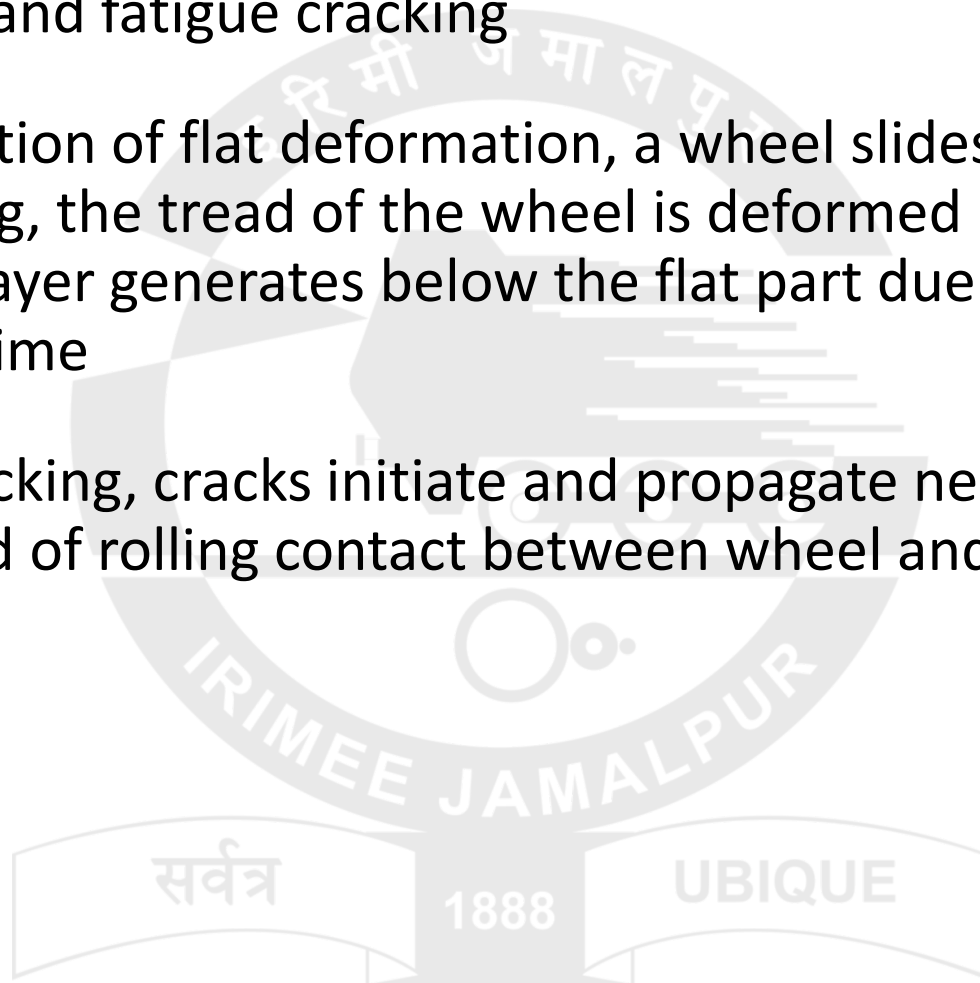 and fatigue cracking
tion of flat deformation, a wheel slides
g, the tread of the wheel is deformed
ayer generates below the flat part due
ime
cking, cracks initiate and propagate ne
d of rolling contact between wheel and
इरिमी जमालपुर
IRIMEE JAMALPUR
सर्वत्र
1888
UBIQUE